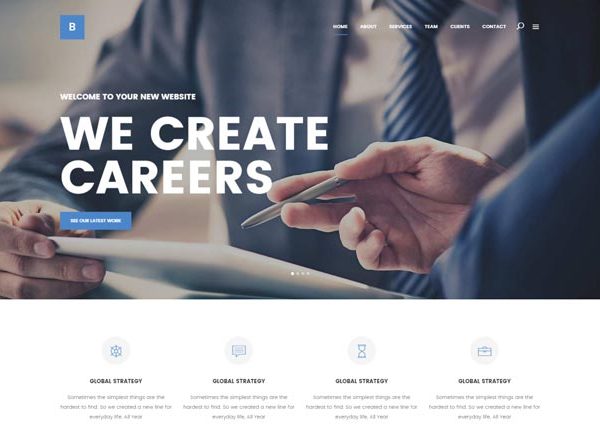 B
HOME ABOUT SERVICES TEAM CLIENTS CONTACT
WELCOME TO YOUR NEW WEBSITE
WE CREATE
CAREERS
SEE OUR LATEST WORK
GLOBAL STRATEGY GLOBAL STRATEGY GLOBAL STRATEGY GLOBAL STRATEGY
Sometimes the simplest things are the
hardest to find. So we created a new line for
everyday life, All Year
Sometimes the simplest things are the
hardest to find. So we created a new line for
everyday life, All Year
Sometimes the simplest things are the
hardest to find. So we created a new line for
everyday life, All Year
Sometimes the simplest things are the
hardest to find. So we created a new line for
everyday life, All Year